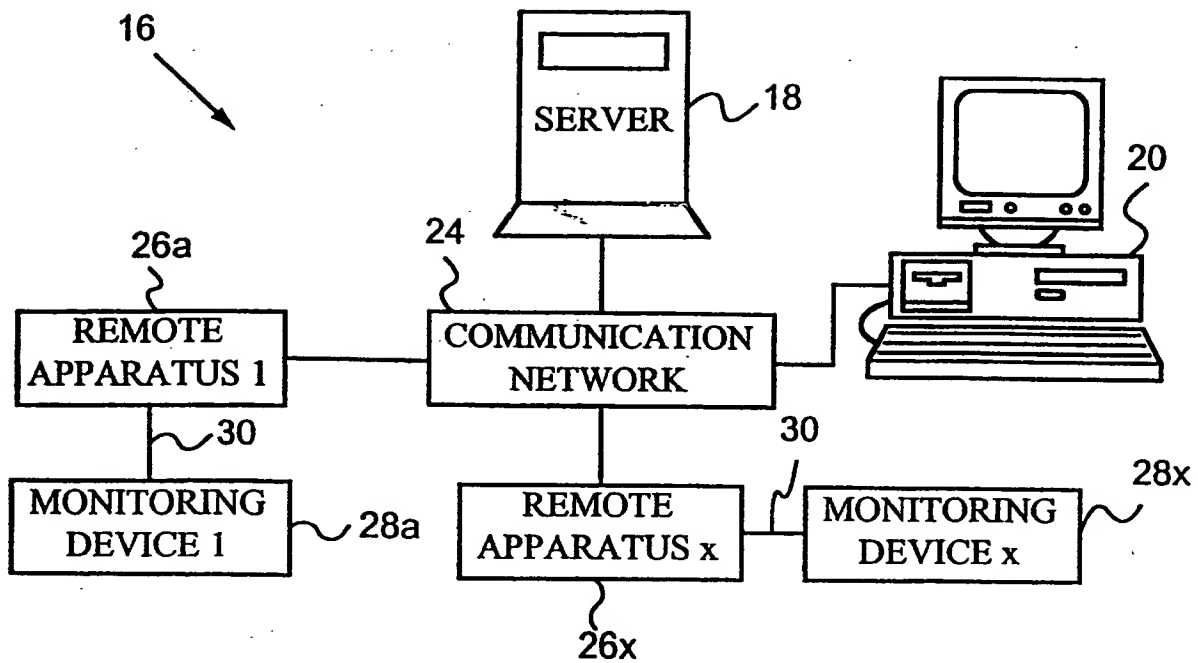 16
SERVER
18
20
24
26a
REMOTE
APPARATUS 1
COMMUNICATION
NETWORK
30
30
28x
MONITORING
DEVICE 1
28a
REMOTE
APPARATUS x
MONITORING
DEVICE x
26x